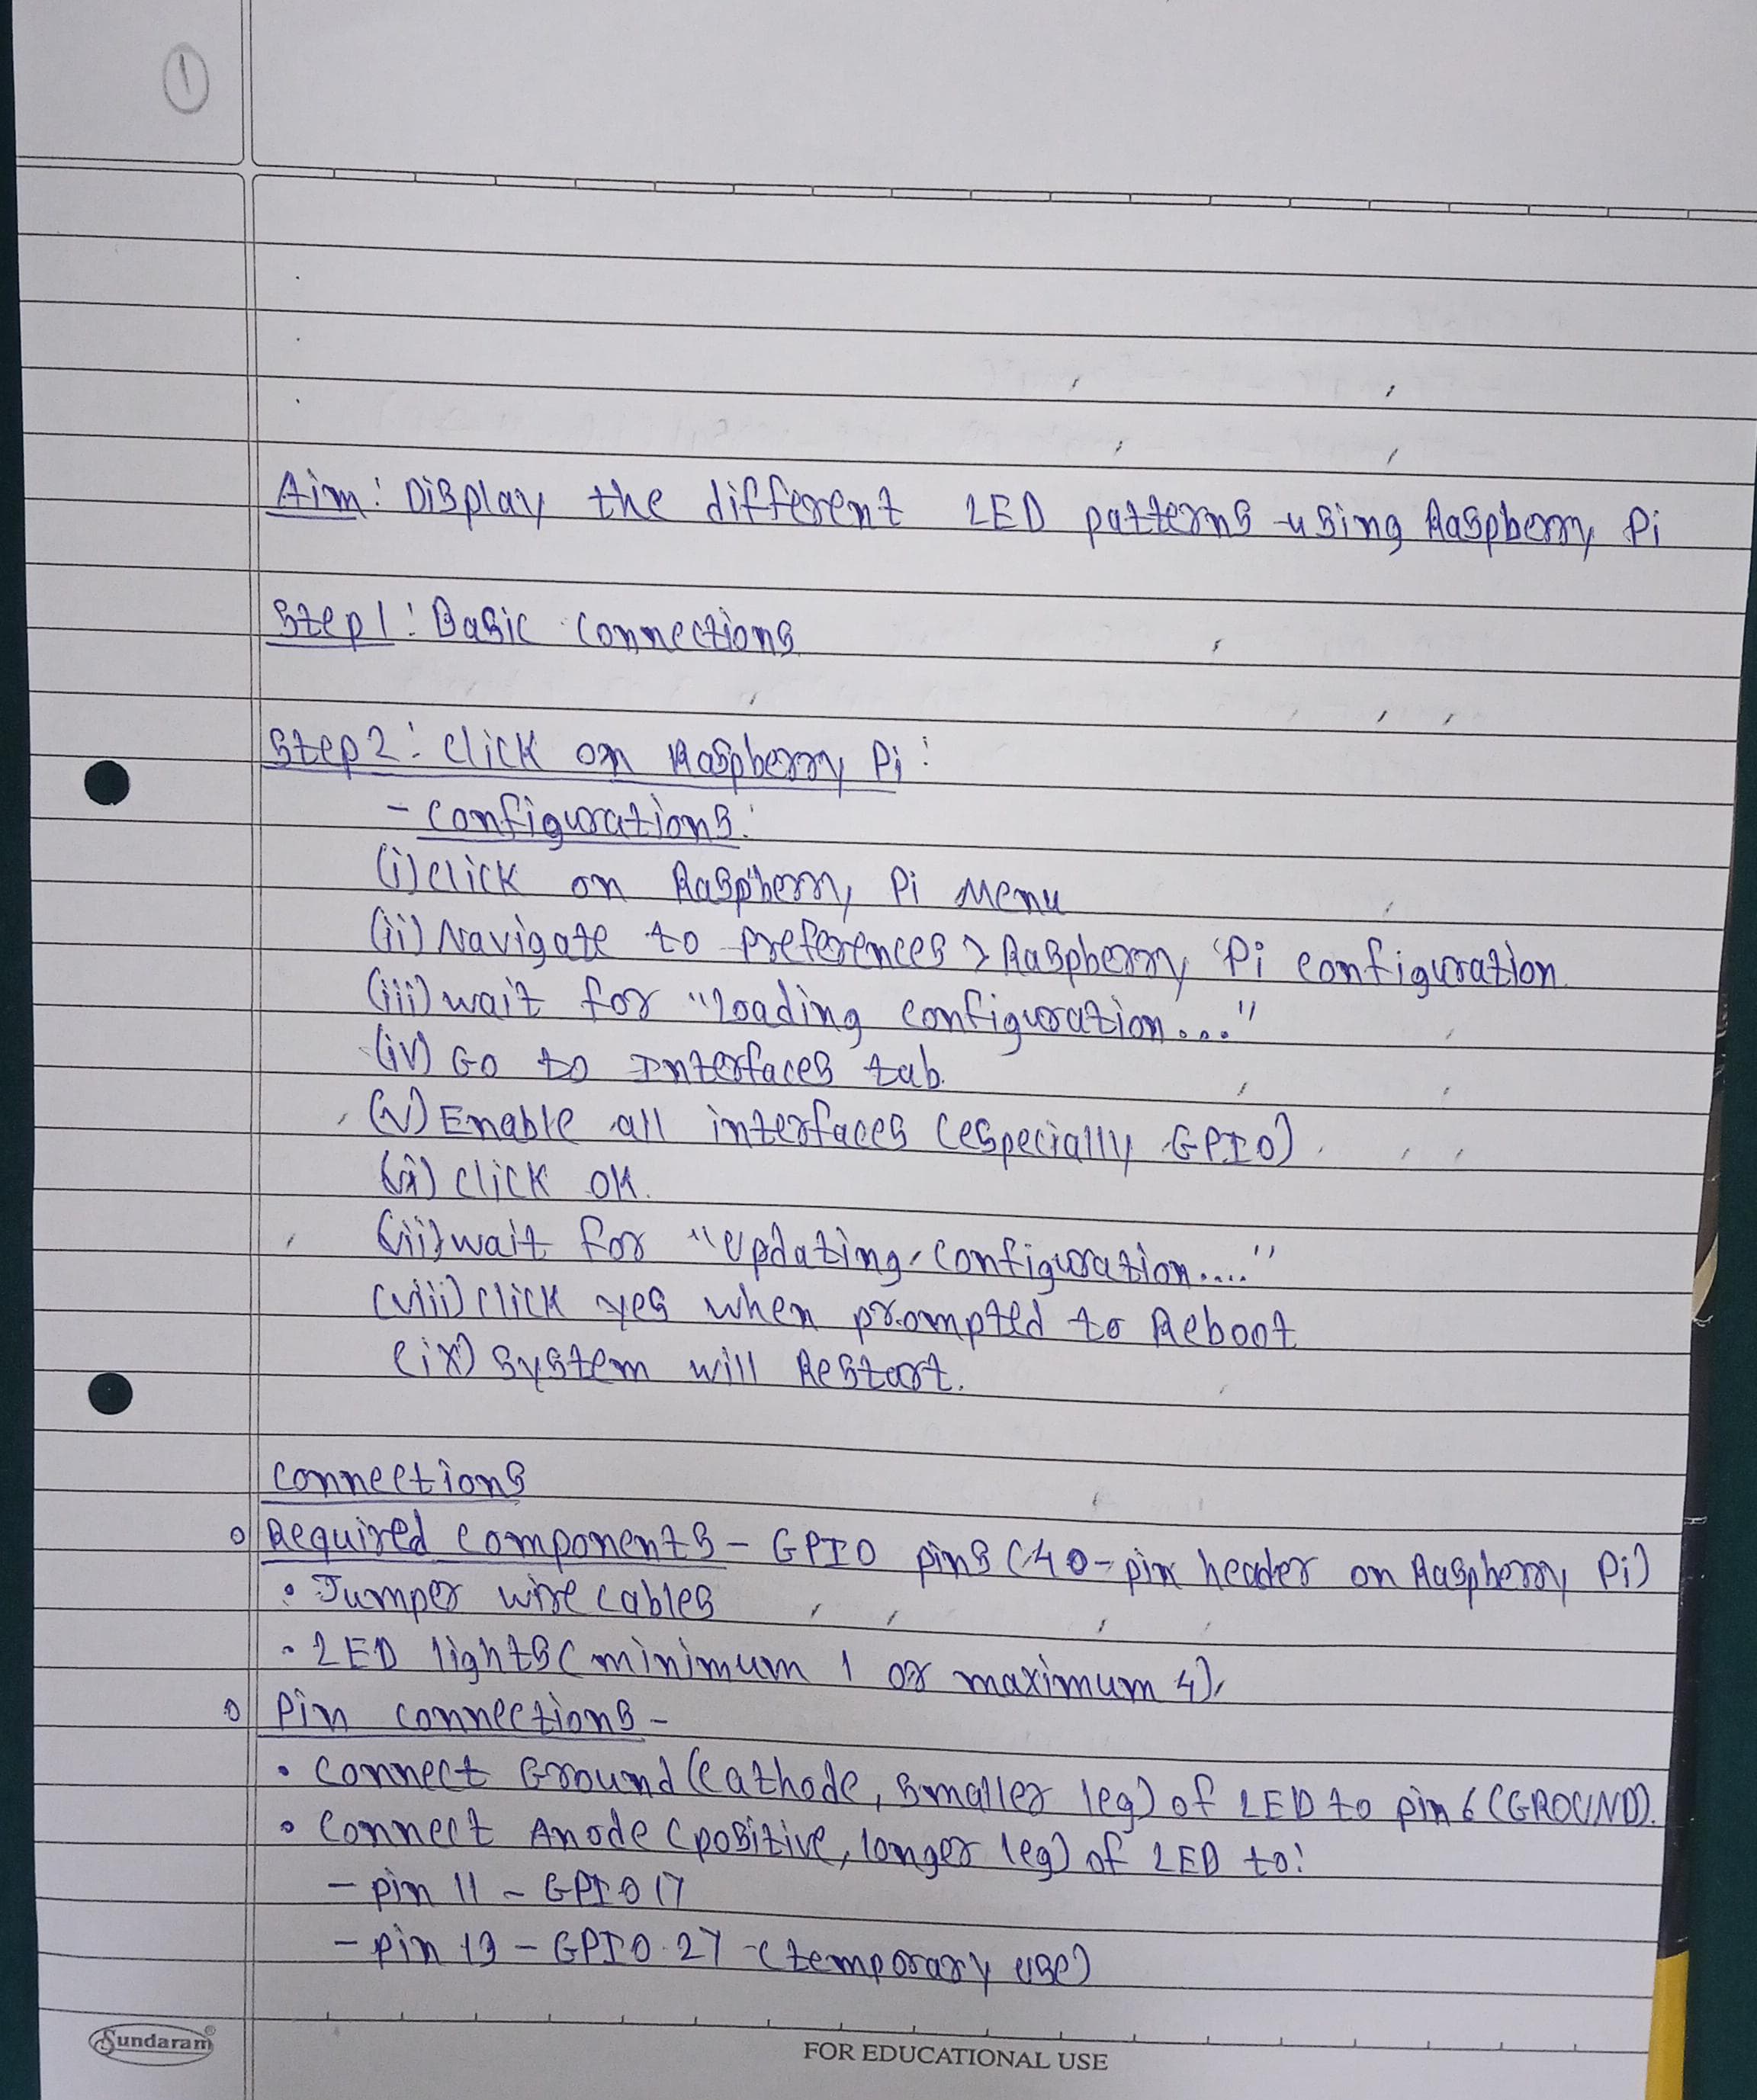 1
Aim: Display the different LED patterns using Raspberry Pi
Step1: Basic Connections
Step2: Click on Raspberry Pi:
- Configurations:
(i) Click on Raspberry Pi Menu
(ii) Navigate to preferences > Raspberry Pi configuration
(iii) wait for "Loading configuration..."
(iv) Go to Interfaces tab.
(v) Enable all interfaces (especially GPIO)
(vi) click OK.
(vii) wait for "Updating configuration...."
(viii) click yes when prompted to Reboot
(ix) System will Restart.
Connections
o Required Components - GPIO pins (40-pin header on Raspberry Pi)
• Jumper wire cables
• LED lights (minimum 1 or maximum 4),
o Pin connections -
• Connect Ground (Cathode, smaller leg) of LED to pin 6 (GROUND).
• Connect Anode (positive, longer leg) of LED to:
- pin 11 - GPIO 17
- pin 13 - GPIO 27 (temporary use)
Sundaram®
FOR EDUCATIONAL USE